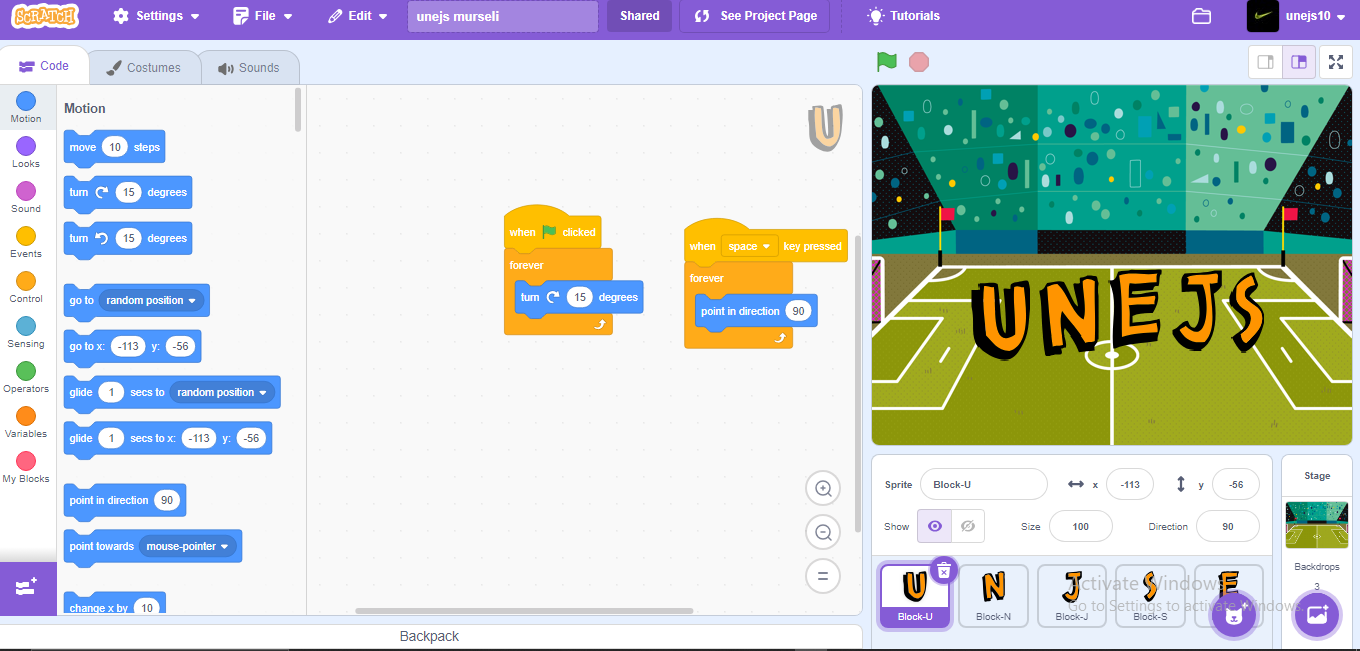 SCRATCH Settings File Edit unejs murseli Shared See Project Page Tutorials unejs10
Code Costumes Sounds
Motion
Looks
Sound
Events
Control
Sensing
Operators
Variables
My Blocks
Motion
move 10 steps
turn 15 degrees
turn 15 degrees
go to random position
go to x: -113 y: -56
glide 1 secs to random position
glide 1 secs to x: -113 y: -56
point in direction 90
point towards mouse-pointer
change x by 10
U
when clicked
forever
turn 15 degrees
when space key pressed
forever
point in direction 90
Backpack
UNEJS
Sprite Block-U x -113 y -56
Show Size 100 Direction 90
U N J S E
Block-U Block-N Block-J Block-S
Stage
Backdrops
3
Activate Windows
Go to Settings to activate Windows.